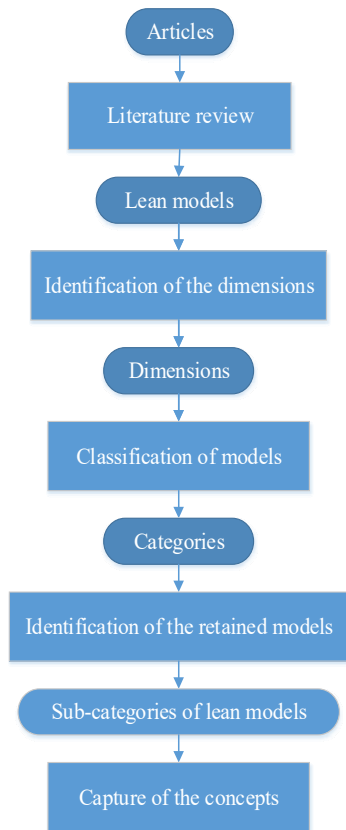 Articles
Literature review
Lean models
Identification of the dimensions
Dimensions
Classification of models
Categories
Identification of the retained models
Sub-categories of lean models
Capture of the concepts